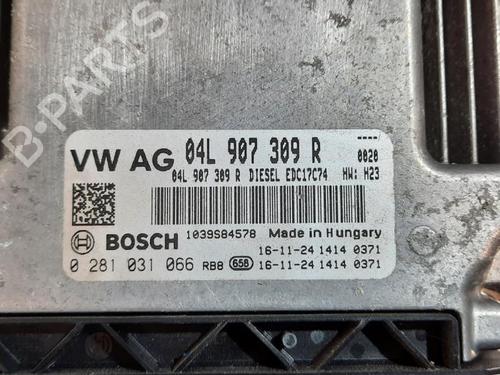 B-PARTS
VW AG 04L 907 309 R 0020
04L 907 309 R DIESEL EDC17C74 HW: H23
1039S84578 Made in Hungary
BOSCH 16-11-24 1414 0371
0 281 031 066 RB8 658 16-11-24 1414 0371